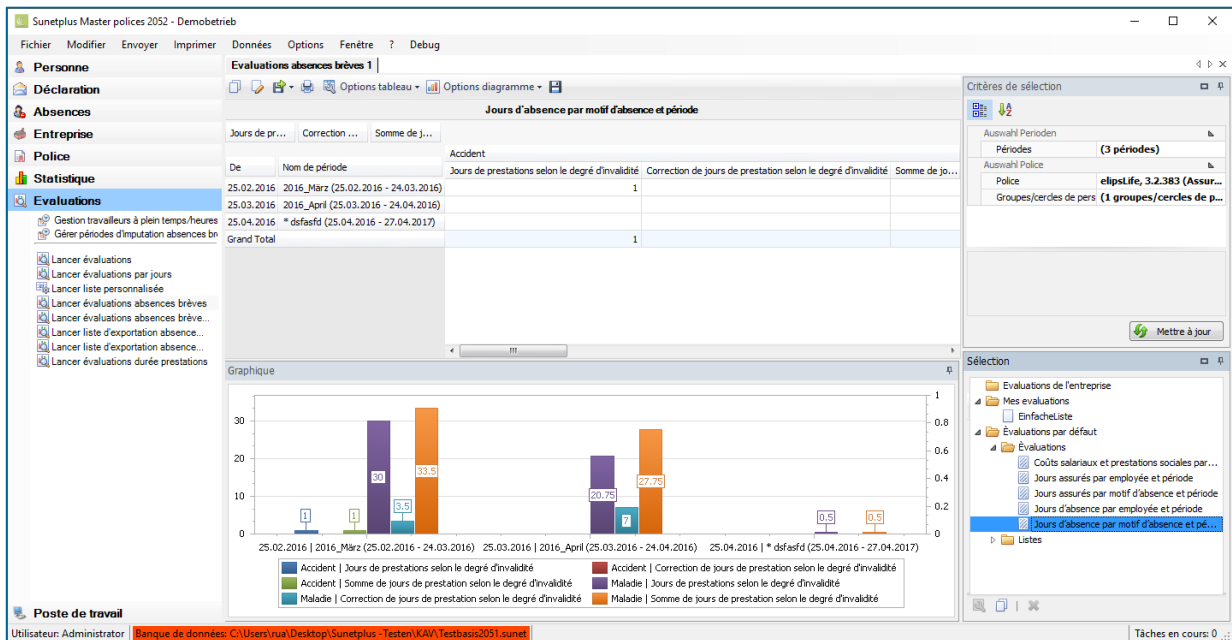 Sunetplus Master polices 2052 - Demobetrieb
Fichier Modifier Envoyer Imprimer Données Options Fenêtre ? Debug
Personne
Déclaration
Absences
Entreprise
Police
Statistique
Evaluations
Gestion travailleurs à plein temps/heures
Gérer périodes d'imputation absences br
Lancer évaluations
Lancer évaluations par jours
Lancer liste personnalisée
Lancer évaluations absences brèves
Lancer évaluations absences brève...
Lancer liste d'exportation absence...
Lancer liste d'exportation absence...
Lancer évaluations durée prestations
Poste de travail
Evaluations absences brèves 1
Options tableau Options diagramme
Jours d'absence par motif d'absence et période
Jours de pr... Correction ... Somme de j...
Accident
De Nom de période Jours de prestations selon le degré d'invalidité Correction de jours de prestation selon le degré d'invalidité Somme de jo...
25.02.2016 2016_März (25.02.2016 - 24.03.2016) 1
25.03.2016 2016_April (25.03.2016 - 24.04.2016)
25.04.2016 * dsfasfd (25.04.2016 - 27.04.2017)
Grand Total 1
Graphique
30
20
10
0
1
0.8
0.6
0.4
0.2
0
1 1 30 3.5 33.5 20.75 7 27.75 0.5 0.5
25.02.2016 | 2016_März (25.02.2016 - 24.03.2016) 25.03.2016 | 2016_April (25.03.2016 - 24.04.2016) 25.04.2016 | * dsfasfd (25.04.2016 - 27.04.2017)
Accident | Jours de prestations selon le degré d'invalidité Accident | Correction de jours de prestation selon le degré d'invalidité
Accident | Somme de jours de prestation selon le degré d'invalidité Maladie | Jours de prestations selon le degré d'invalidité
Maladie | Correction de jours de prestation selon le degré d'invalidité Maladie | Somme de jours de prestation selon le degré d'invalidité
Critères de sélection
Auswahl Perioden
Périodes (3 périodes)
Auswahl Police
Police elipsLife, 3.2.383 (Assur...
Groupes/cercles de pers (1 groupes/cercles de p...
Mettre à jour
Sélection
Evaluations de l'entreprise
Mes evaluations
EinfacheListe
Èvaluations par défaut
Èvaluations
Coûts salariaux et prestations sociales par...
Jours assurés par employée et période
Jours assurés par motif d'absence et période
Jours d'absence par employée et période
Jours d'absence par motif d'absence et pé...
Listes
Utilisateur: Administrator Banque de données: C:\Users\rua\Desktop\Sunetplus -Testen\KAV\Testbasis2051.sunet Tâches en cours: 0